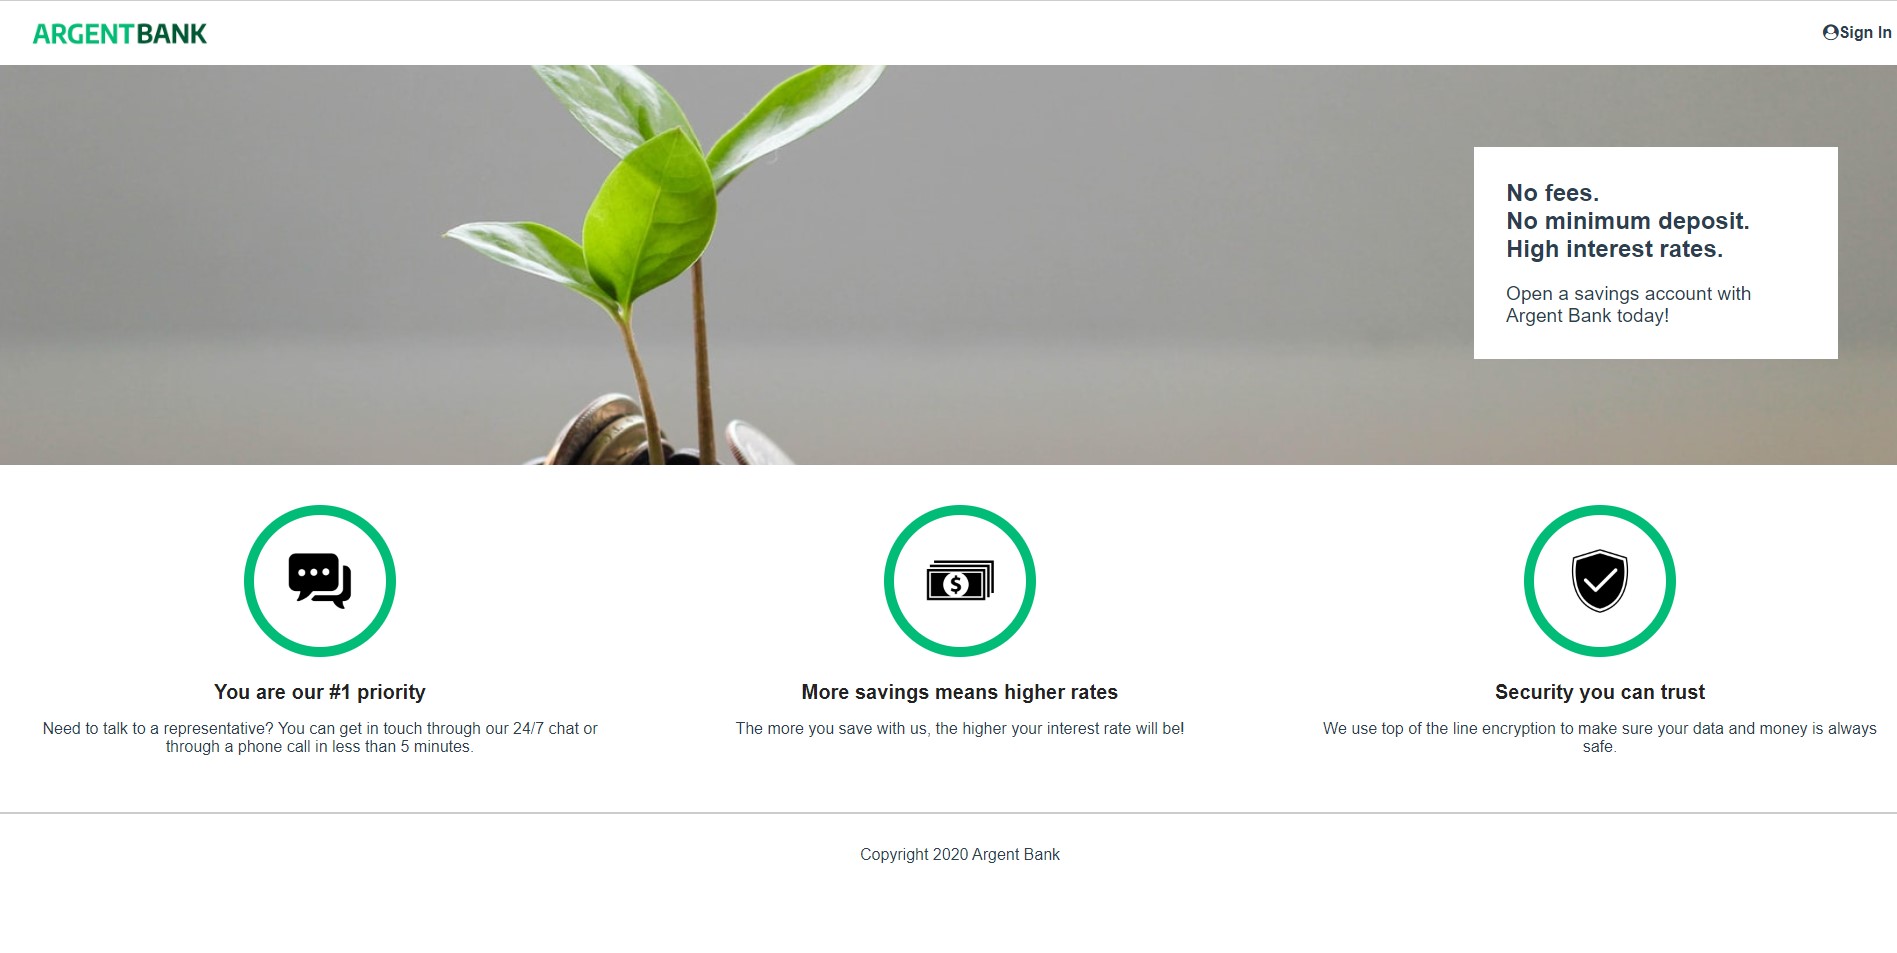 ARGENTBANK
Sign In
No fees.
No minimum deposit.
High interest rates.
Open a savings account with
Argent Bank today!
You are our #1 priority
Need to talk to a representative? You can get in touch through our 24/7 chat or
through a phone call in less than 5 minutes.
$
More savings means higher rates
The more you save with us, the higher your interest rate will be!
Security you can trust
We use top of the line encryption to make sure your data and money is always
safe.
Copyright 2020 Argent Bank